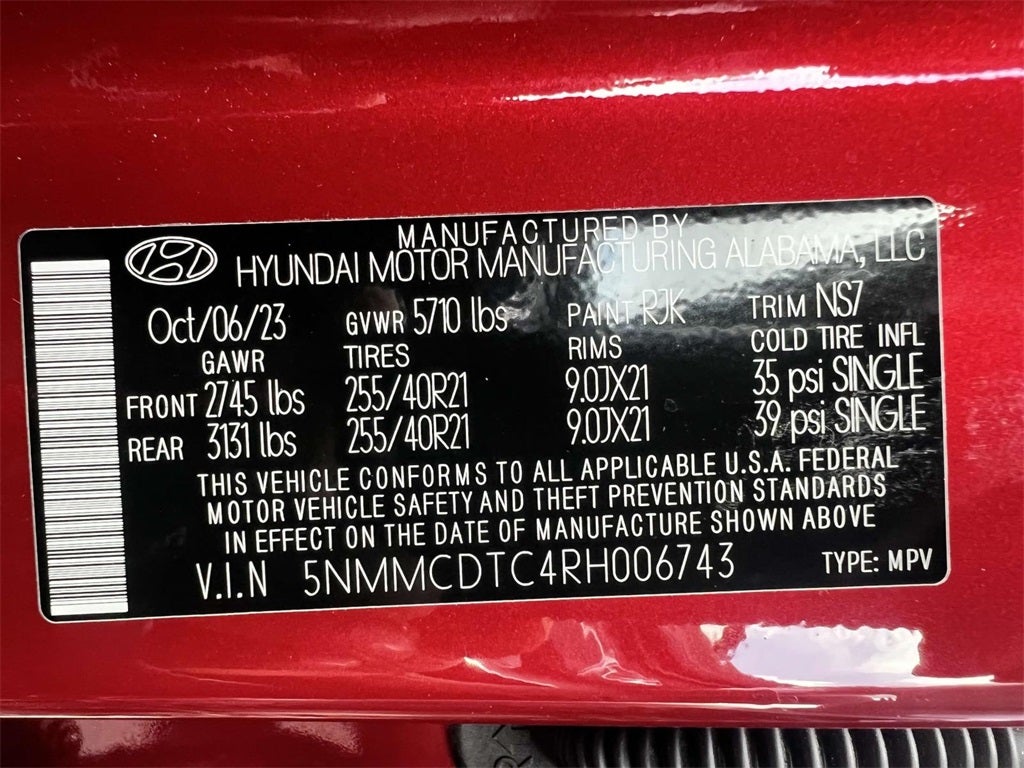 MANUFACTURED BY
HYUNDAI MOTOR MANUFACTURING ALABAMA, LLC
Oct/06/23 GVWR 5710 lbs PAINT RJK TRIM NS7
GAWR TIRES RIMS COLD TIRE INFL
FRONT 2745 lbs 255/40R21 9.0JX21 35 psi SINGLE
REAR 3131 lbs 255/40R21 9.0JX21 39 psi SINGLE
THIS VEHICLE CONFORMS TO ALL APPLICABLE U.S.A. FEDERAL
MOTOR VEHICLE SAFETY AND THEFT PREVENTION STANDARDS
IN EFFECT ON THE DATE OF MANUFACTURE SHOWN ABOVE
V.I.N 5NMMCDTC4RH006743 TYPE: MPV